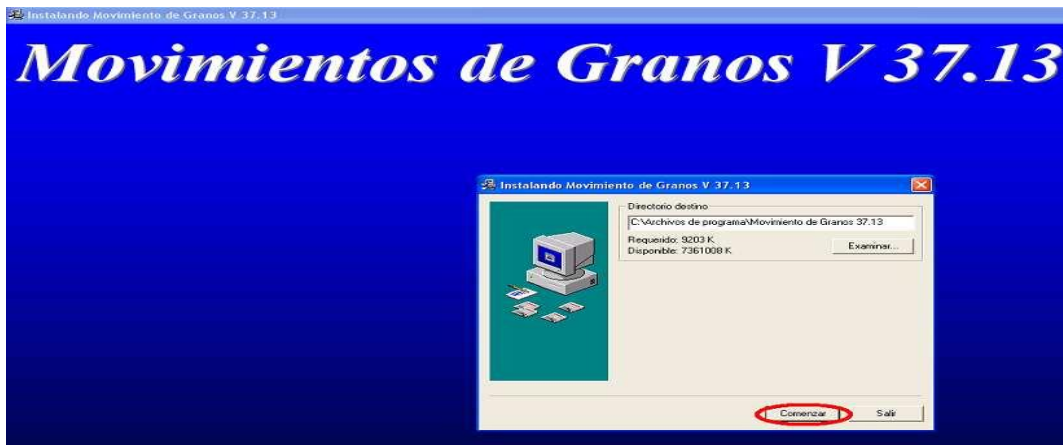 Instalando Movimiento de Granos V 37.13
Movimientos de Granos V 37.13
Instalando Movimiento de Granos V 37.13
Directorio destino
C:\Archivos de programa\Movimiento de Granos 37.13
Requerido: 9203 K
Disponible: 7361008 K
Examinar...
Comenzar
Salir